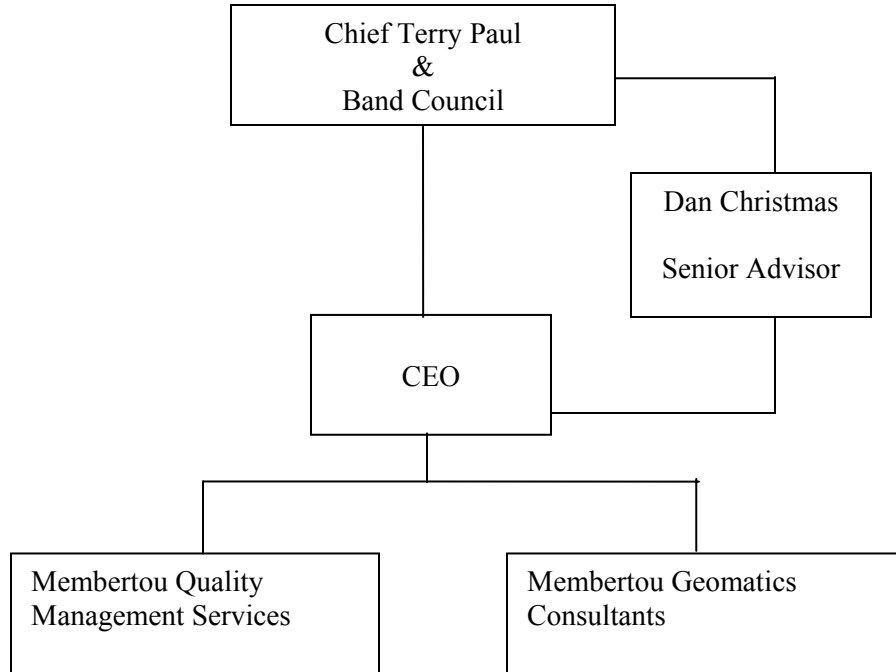 Chief Terry Paul
&
Band Council
Dan Christmas
Senior Advisor
CEO
Membertou Quality
Management Services
Membertou Geomatics
Consultants